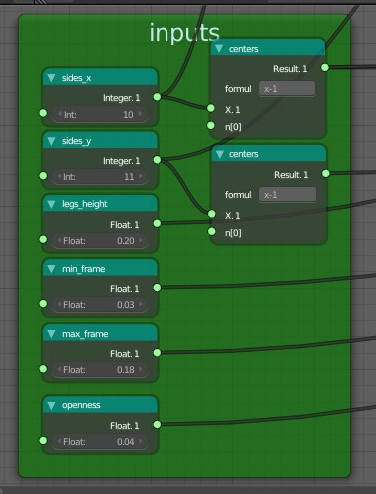 inputs
sides_x
Integer. 1
Int: 10
sides_y
Integer. 1
Int: 11
legs_height
Float. 1
Float: 0.20
min_frame
Float. 1
Float: 0.03
max_frame
Float. 1
Float: 0.18
openness
Float. 1
Float: 0.04
centers
Result. 1
formul x-1
X. 1
n[0]
centers
Result. 1
formul x-1
X. 1
n[0]